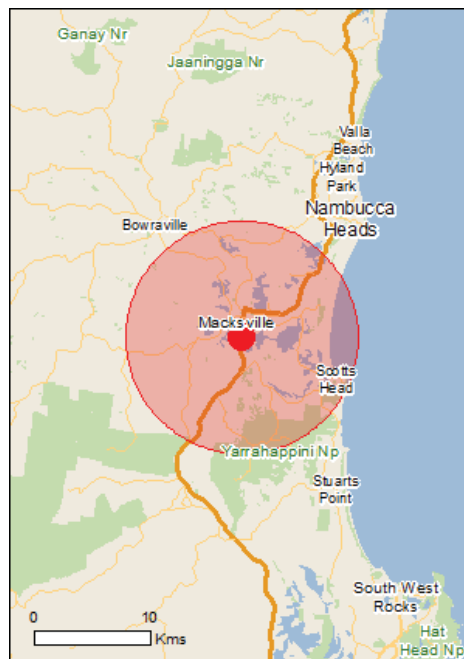 Ganay Nr
Jaaningga Nr
Valla
Beach
Hyland
Park
Nambucca
Heads
Bowraville
Macksville
Scotts
Head
Yarrahappini Np
Stuarts
Point
South West
Rocks
Hat
Head Np
0 10
Kms